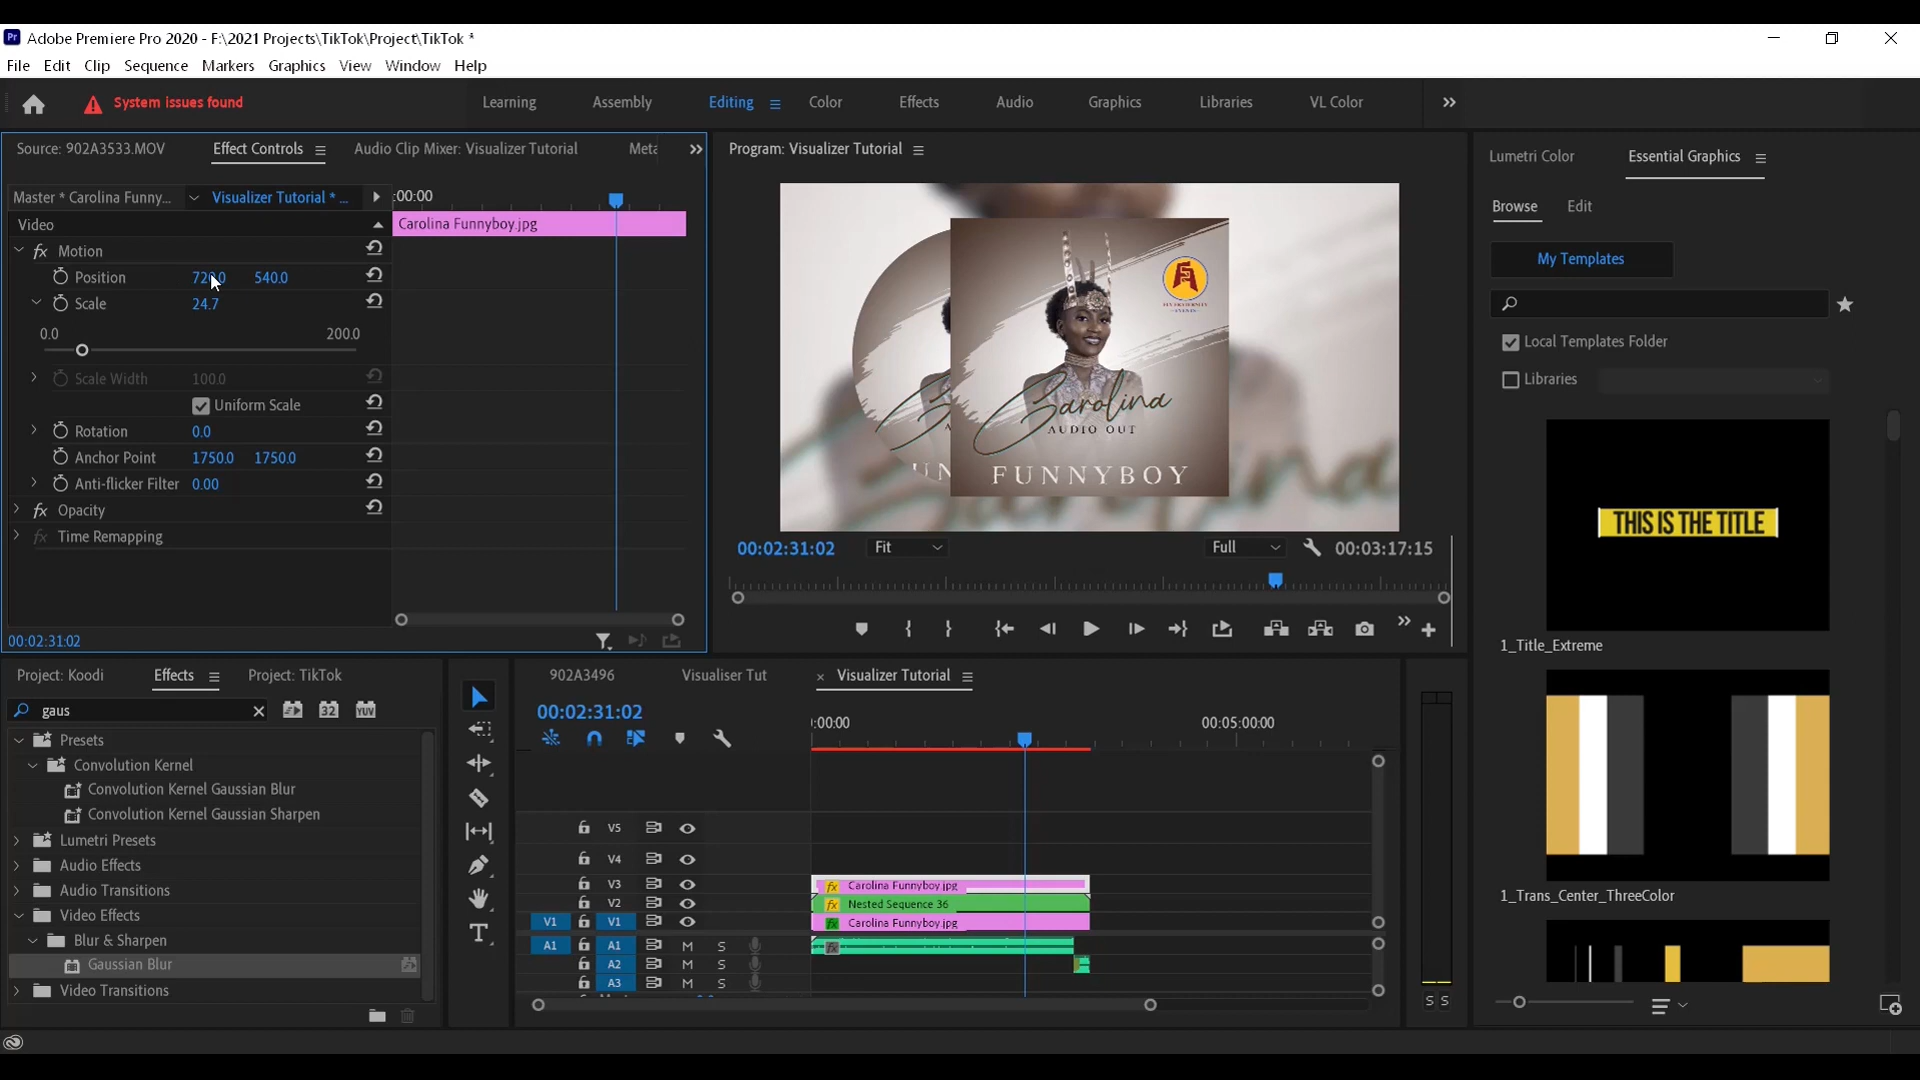 Adobe Premiere Pro 2020 - F:\2021 Projects\TikTok\Project\TikTok *
File Edit Clip Sequence Markers Graphics View Window Help
System issues found
Learning Assembly Editing Color Effects Audio Graphics Libraries VL Color
Source: 902A3533.MOV Effect Controls Audio Clip Mixer: Visualizer Tutorial Meta
Program: Visualizer Tutorial
Lumetri Color Essential Graphics
Master * Carolina Funny... Visualizer Tutorial * ... :00:00
Video
Carolina Funnyboy.jpg
Motion
Position 720.0 540.0
Scale 24.7
0.0 200.0
Scale Width 100.0
Uniform Scale
Rotation 0.0
Anchor Point 1750.0 1750.0
Anti-flicker Filter 0.00
Opacity
Time Remapping
00:02:31:02
Carolina
AUDIO OUT
FUNNYBOY
00:02:31:02 Fit Full 00:03:17:15
Browse Edit
My Templates
Local Templates Folder
Libraries
THIS IS THE TITLE
1_Title_Extreme
1_Trans_Center_ThreeColor
Project: Koodi Effects Project: TikTok
gaus
32 YUV
Presets
Convolution Kernel
Convolution Kernel Gaussian Blur
Convolution Kernel Gaussian Sharpen
Lumetri Presets
Audio Effects
Audio Transitions
Video Effects
Blur & Sharpen
Gaussian Blur
Video Transitions
902A3496 Visualiser Tut Visualizer Tutorial
00:02:31:02
:00:00 00:05:00:00
V5
V4
V3 Carolina Funnyboy.jpg
V2 Nested Sequence 36
V1 V1 Carolina Funnyboy.jpg
A1 A1 M S
A2 M S
A3 M S
S S